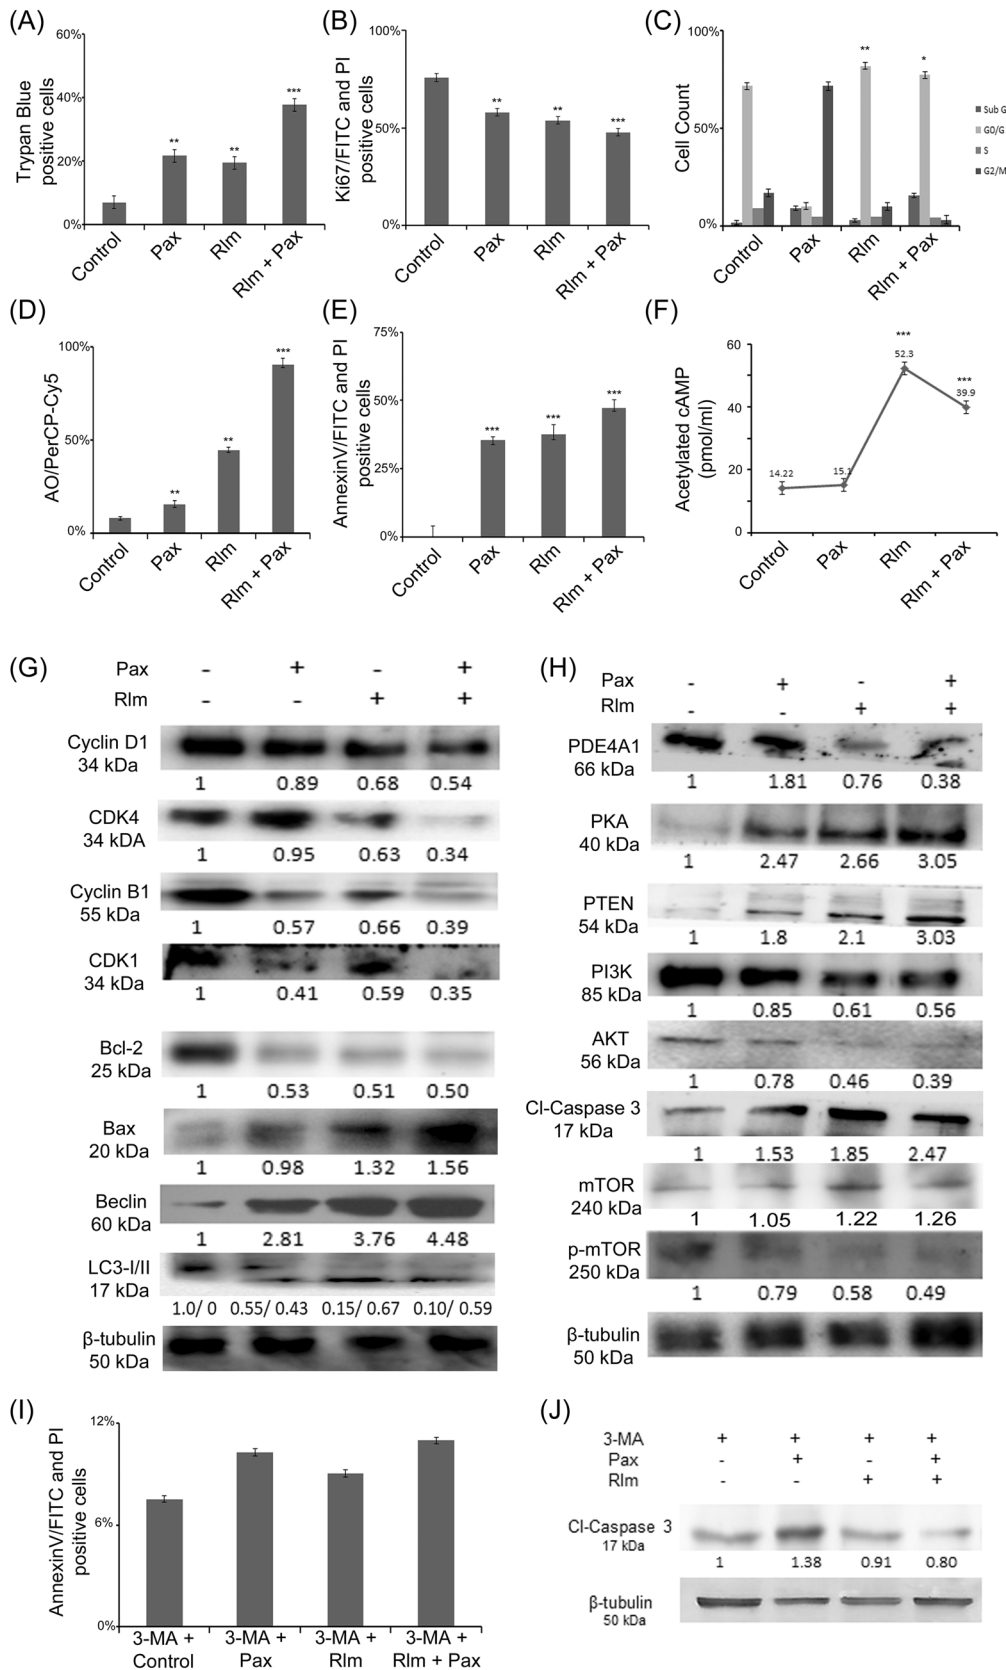 (A)
60%
40%
20%
0%
Trypan Blue
positive cells
**
**
***
Control
Pax
Rlm
Rlm + Pax
(B)
100%
50%
0%
Ki67/FITC and PI
positive cells
**
**
***
Control
Pax
Rlm
Rlm + Pax
(C)
100%
50%
0%
Cell Count
**
*
Sub G
G0/G
S
G2/M
Control
Pax
Rlm
Rlm + Pax
(D)
100%
50%
0%
AO/PerCP-Cy5
**
**
***
Control
Pax
Rlm
Rlm + Pax
(E)
75%
50%
25%
0%
AnnexinV/FITC and PI
positive cells
***
***
***
Control
Pax
Rlm
Rlm + Pax
(F)
60
40
20
0
Acetylated cAMP
(pmol/ml)
14.22
15.1
***
52.3
***
39.9
Control
Pax
Rlm
Rlm + Pax
(G)
Pax - + - +
Rlm - - + +
Cyclin D1
34 kDa
1 0.89 0.68 0.54
CDK4
34 kDA
1 0.95 0.63 0.34
Cyclin B1
55 kDa
1 0.57 0.66 0.39
CDK1
34 kDa
1 0.41 0.59 0.35
Bcl-2
25 kDa
1 0.53 0.51 0.50
Bax
20 kDa
1 0.98 1.32 1.56
Beclin
60 kDa
1 2.81 3.76 4.48
LC3-I/II
17 kDa
1.0/ 0 0.55/ 0.43 0.15/ 0.67 0.10/ 0.59
β-tubulin
50 kDa
(H)
Pax - + - +
Rlm - - + +
PDE4A1
66 kDa
1 1.81 0.76 0.38
PKA
40 kDa
1 2.47 2.66 3.05
PTEN
54 kDa
1 1.8 2.1 3.03
PI3K
85 kDa
1 0.85 0.61 0.56
AKT
56 kDa
1 0.78 0.46 0.39
Cl-Caspase 3
17 kDa
1 1.53 1.85 2.47
mTOR
240 kDa
1 1.05 1.22 1.26
p-mTOR
250 kDa
1 0.79 0.58 0.49
β-tubulin
50 kDa
(I)
12%
6%
0%
AnnexinV/FITC and PI
positive cells
3-MA +
Control
3-MA +
Pax
3-MA +
Rlm
3-MA +
Rlm + Pax
(J)
3-MA + + + +
Pax - + - +
Rlm - - + +
Cl-Caspase 3
17 kDa
1 1.38 0.91 0.80
β-tubulin
50 kDa